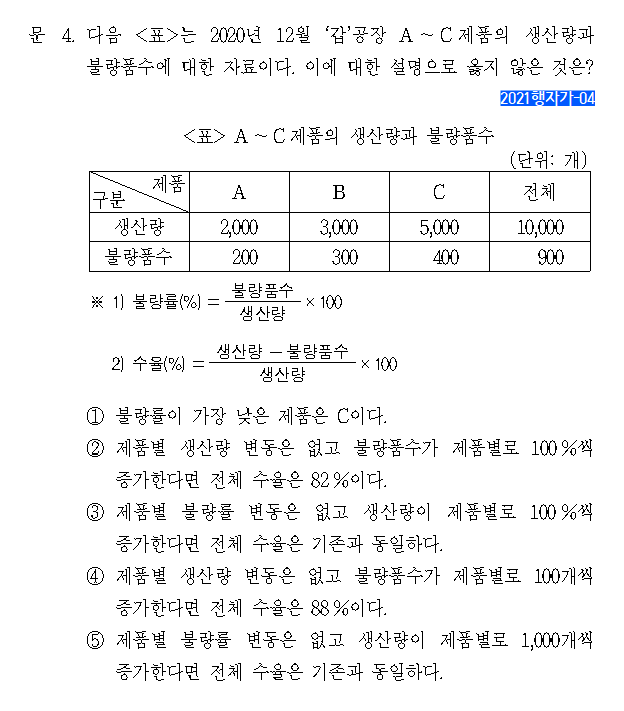 문 4. 다음 <표>는 2020년 12월 ‘갑’공장 A ~ C 제품의 생산량과
불량품수에 대한 자료이다. 이에 대한 설명으로 옳지 않은 것은?
2021행자가-04
<표> A ~ C 제품의 생산량과 불량품수
(단위: 개)
제품 구분 A B C 전체
생산량 2,000 3,000 5,000 10,000
불량품수 200 300 400 900
※ 1) 불량률(%) = 불량품수/생산량 × 100
2) 수율(%) = 생산량 - 불량품수/생산량 × 100
① 불량률이 가장 낮은 제품은 C이다.
② 제품별 생산량 변동은 없고 불량품수가 제품별로 100 %씩
증가한다면 전체 수율은 82 %이다.
③ 제품별 불량률 변동은 없고 생산량이 제품별로 100 %씩
증가한다면 전체 수율은 기존과 동일하다.
④ 제품별 생산량 변동은 없고 불량품수가 제품별로 100개씩
증가한다면 전체 수율은 88 %이다.
⑤ 제품별 불량률 변동은 없고 생산량이 제품별로 1,000개씩
증가한다면 전체 수율은 기존과 동일하다.